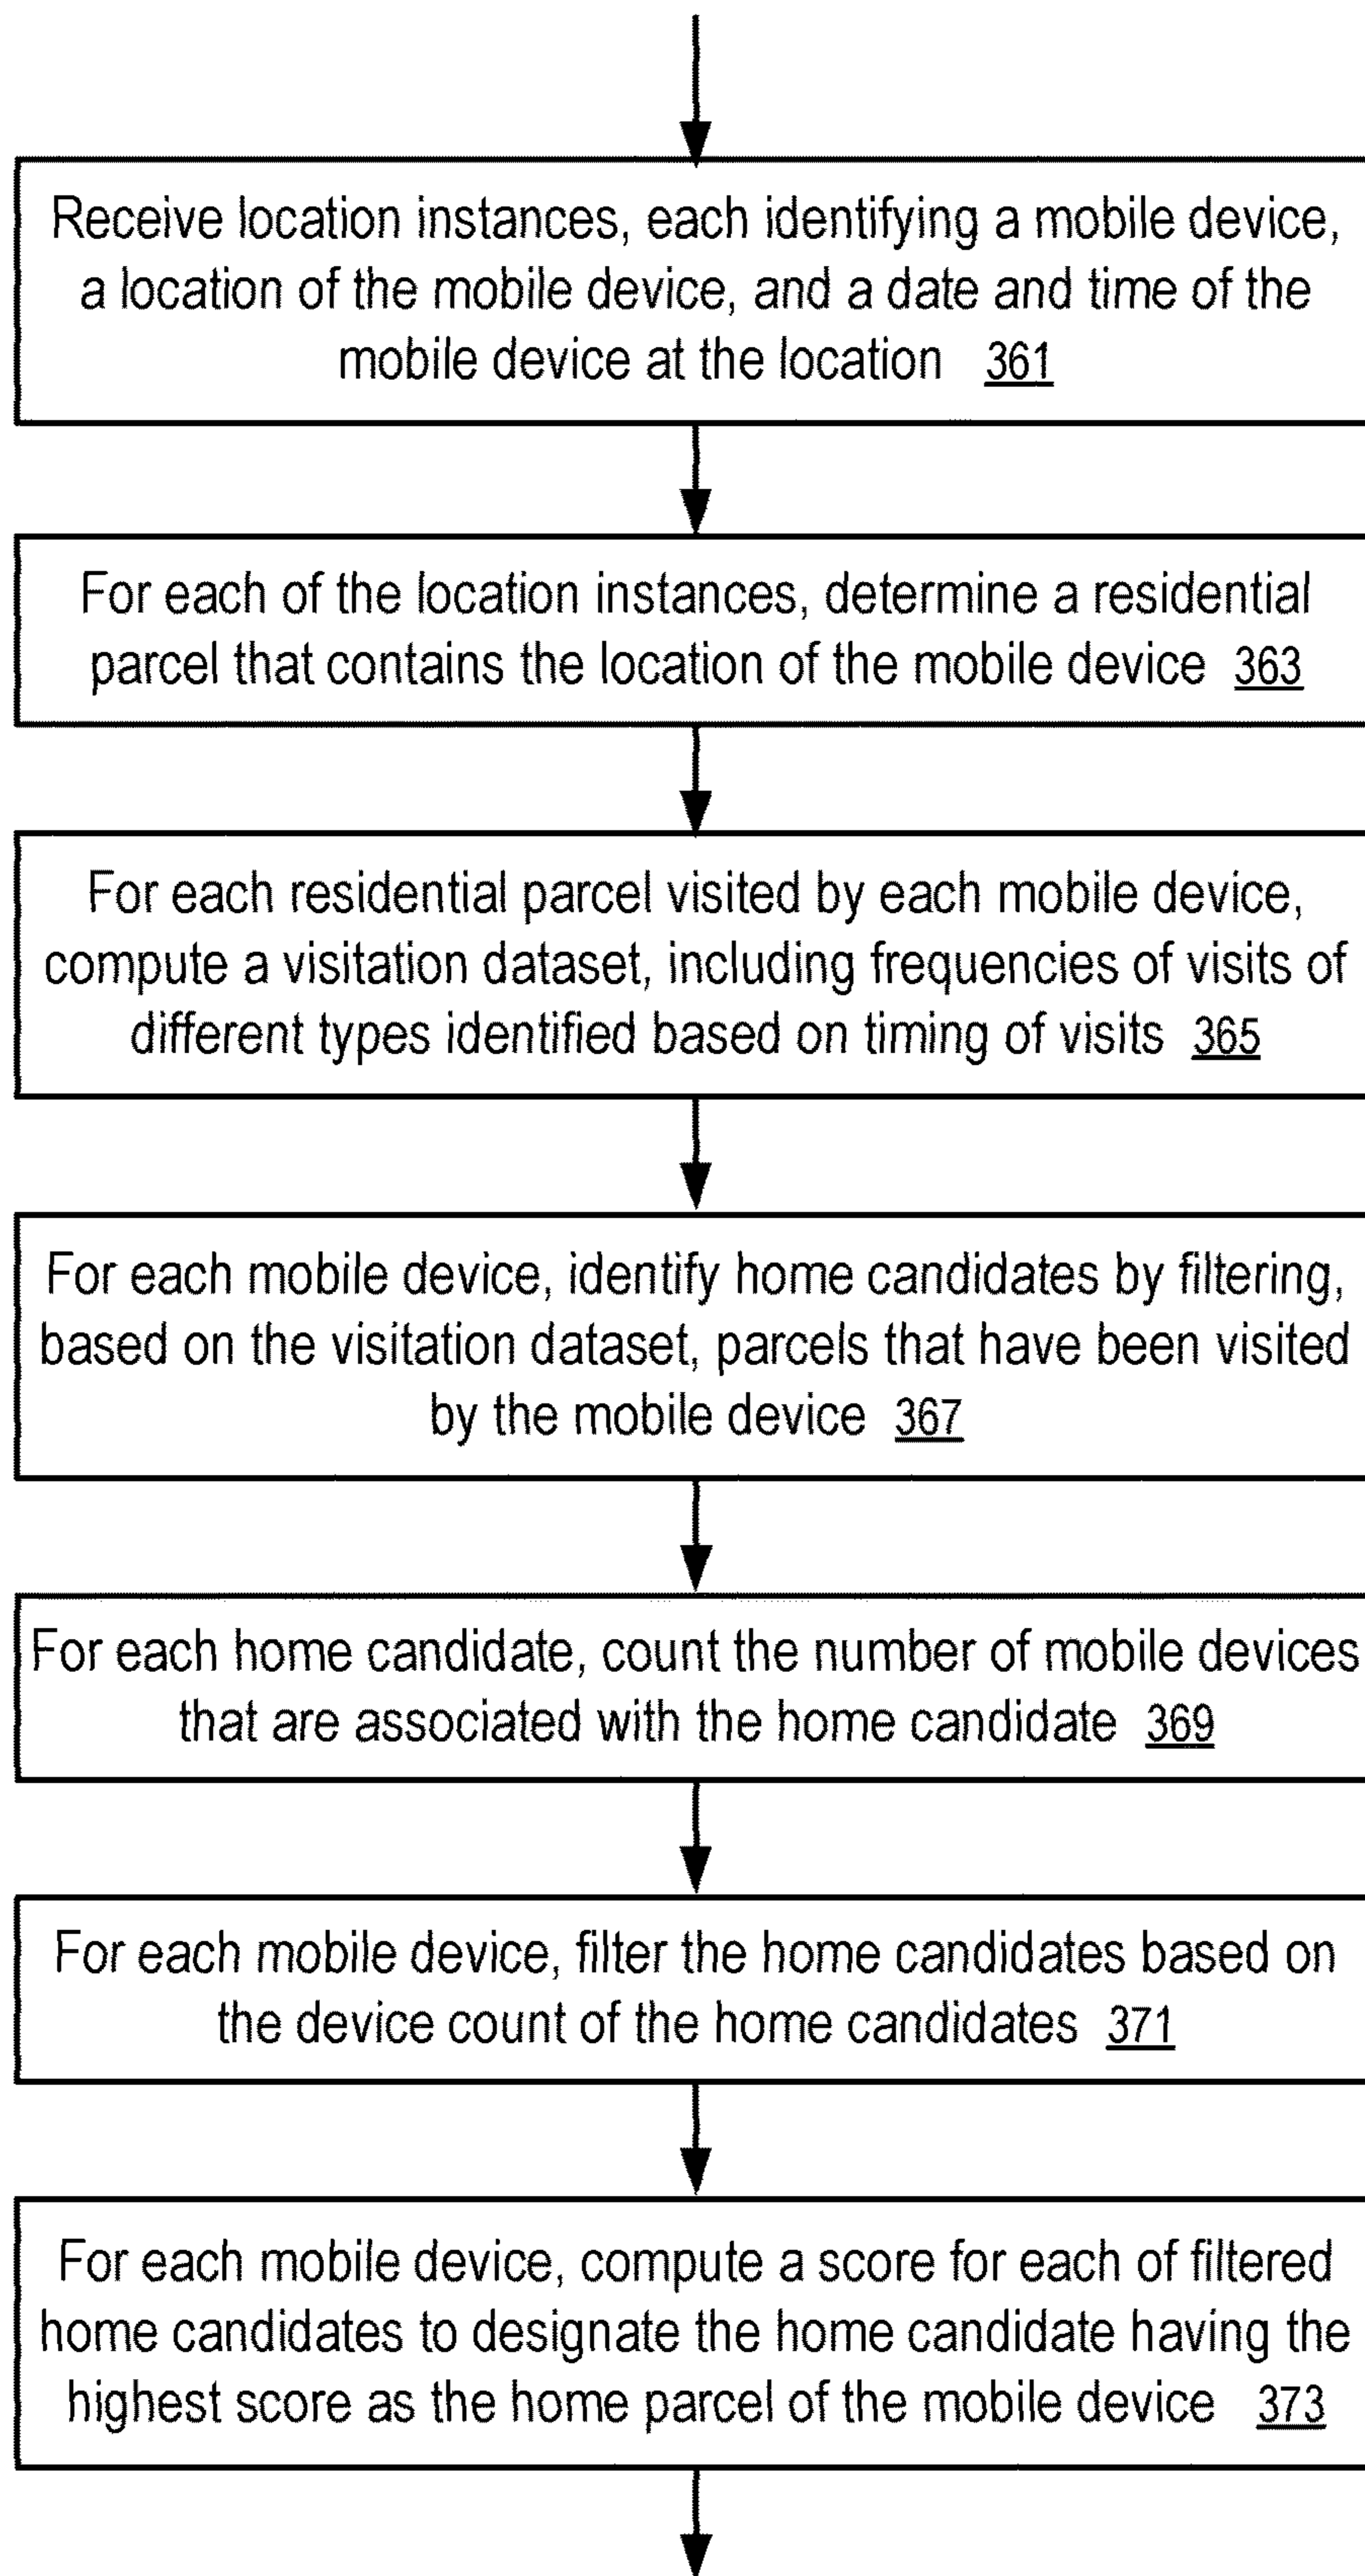 Receive location instances, each identifying a mobile device,
a location of the mobile device, and a date and time of the
mobile device at the location 361
For each of the location instances, determine a residential
parcel that contains the location of the mobile device 363
For each residential parcel visited by each mobile device,
compute a visitation dataset, including frequencies of visits of
different types identified based on timing of visits 365
For each mobile device, identify home candidates by filtering,
based on the visitation dataset, parcels that have been visited
by the mobile device 367
For each home candidate, count the number of mobile devices
that are associated with the home candidate 369
For each mobile device, filter the home candidates based on
the device count of the home candidates 371
For each mobile device, compute a score for each of filtered
home candidates to designate the home candidate having the
highest score as the home parcel of the mobile device 373